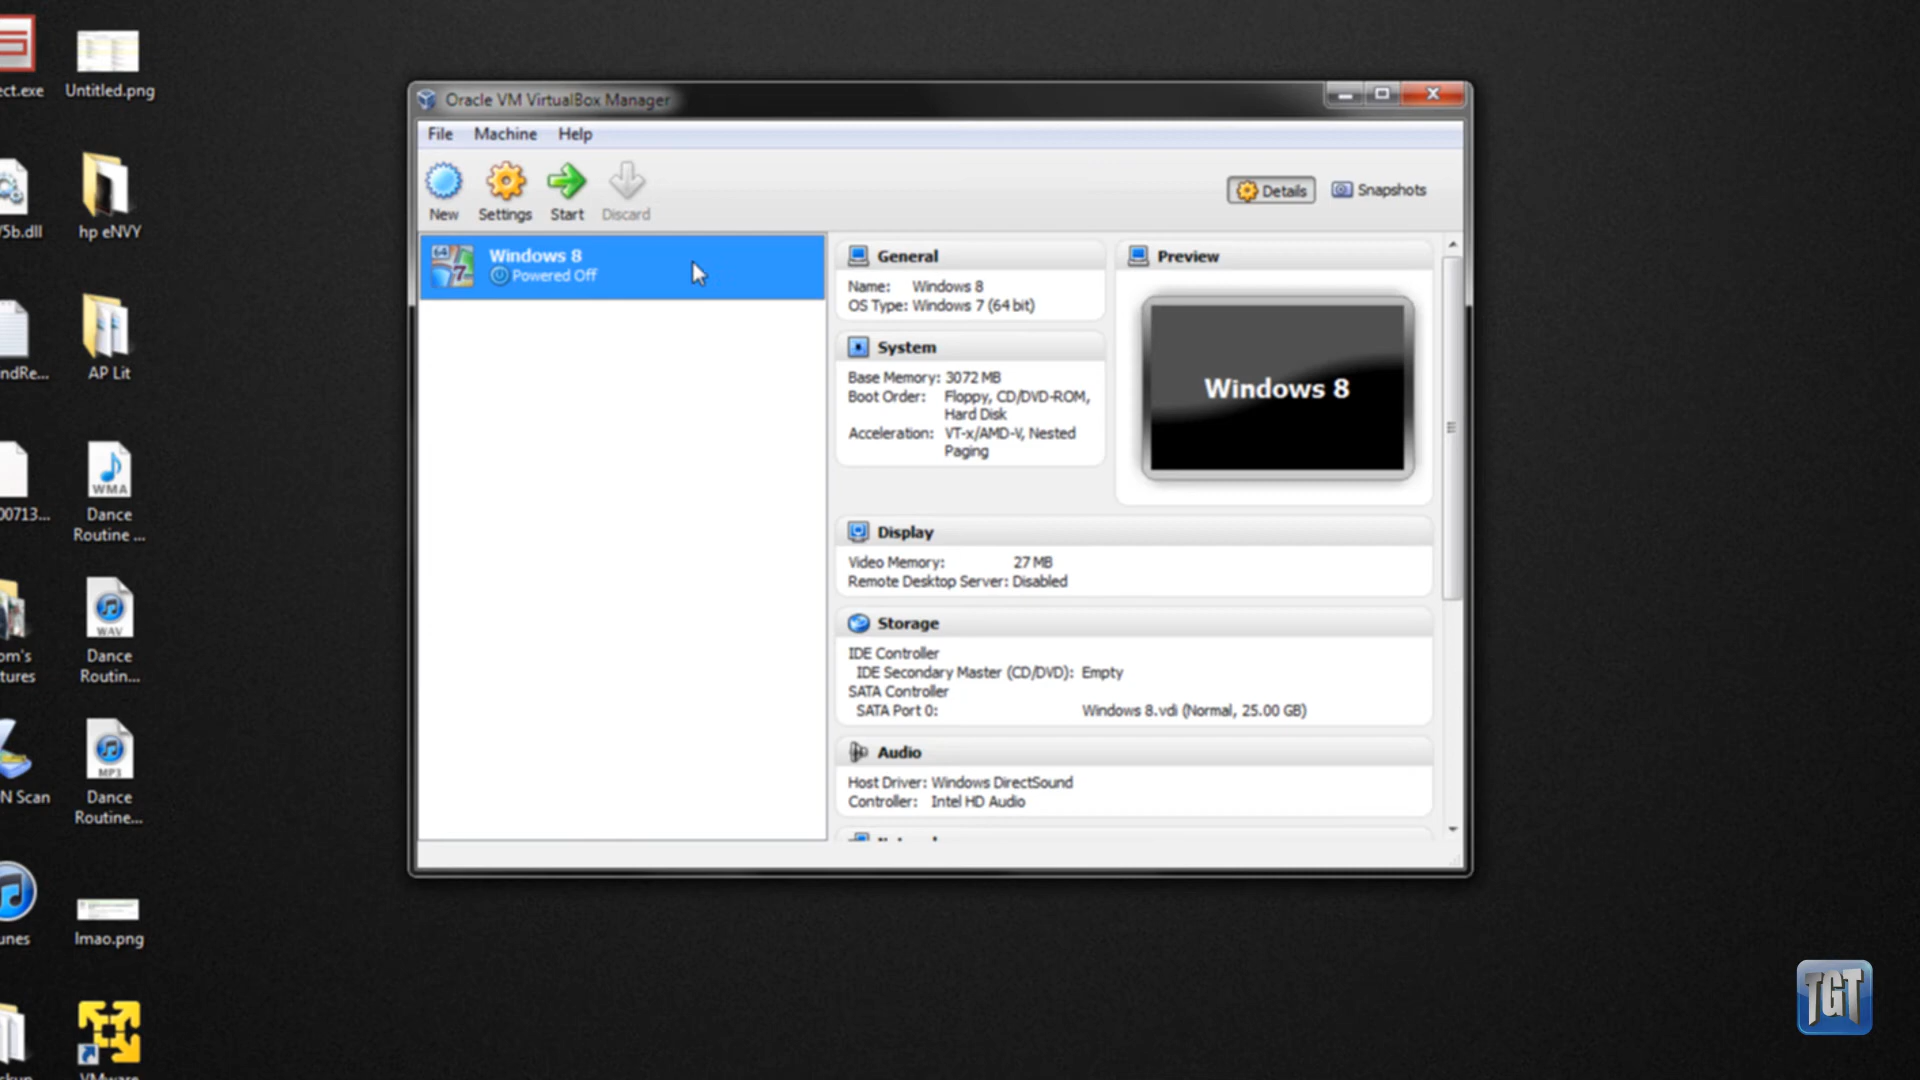 ect.exe
Untitled.png
/5b.dll
hp eNVY
ndRe...
AP Lit
WMA
00713...
Dance
Routine ...
WAV
om's
tures
Dance
Routin...
MP3
N Scan
Dance
Routine...
unes
lmao.png
VMware
Oracle VM VirtualBox Manager
File Machine Help
New Settings Start Discard
Details Snapshots
64
7
Windows 8
Powered Off
General
Name: Windows 8
OS Type: Windows 7 (64 bit)
System
Base Memory: 3072 MB
Boot Order: Floppy, CD/DVD-ROM,
Hard Disk
Acceleration: VT-x/AMD-V, Nested
Paging
Preview
Windows 8
Display
Video Memory: 27 MB
Remote Desktop Server: Disabled
Storage
IDE Controller
IDE Secondary Master (CD/DVD): Empty
SATA Controller
SATA Port 0: Windows 8.vdi (Normal, 25.00 GB)
Audio
Host Driver: Windows DirectSound
Controller: Intel HD Audio
TGT